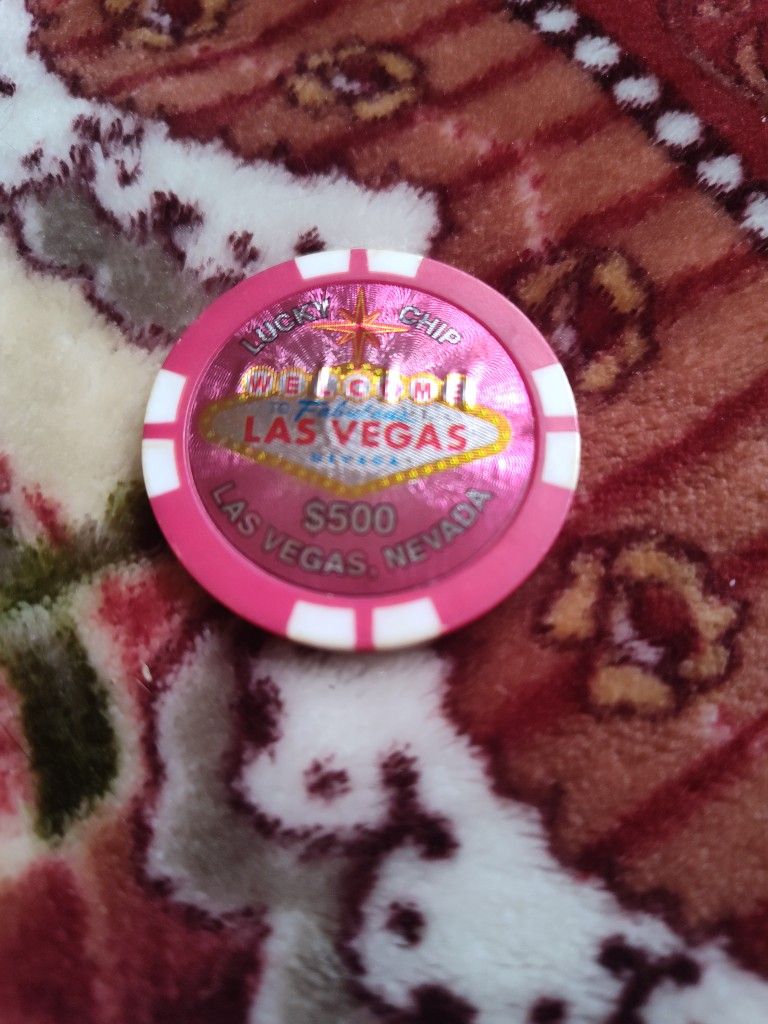 LUCKY CHIP
WELCOME
TO Fabulous
LAS VEGAS
NEVADA
$500
LAS VEGAS, NEVADA